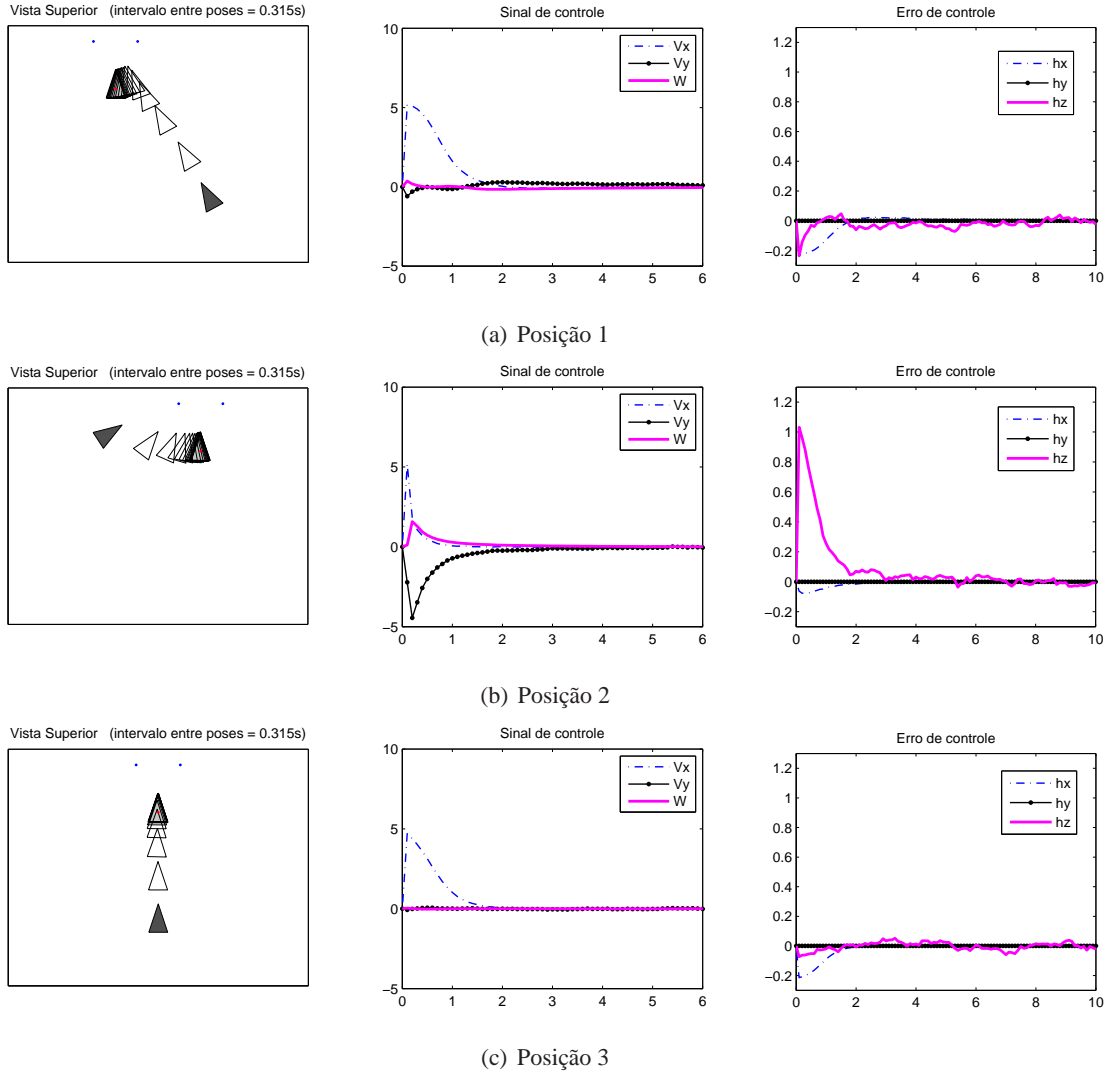 Vista Superior (intervalo entre poses = 0.315s)
Sinal de controle
Erro de controle
10
5
0
−5
0 1 2 3 4 5 6
Vx
Vy
W
1.2
1
0.8
0.6
0.4
0.2
0
−0.2
0 2 4 6 8 10
hx
hy
hz
(a) Posição 1
Vista Superior (intervalo entre poses = 0.315s)
Sinal de controle
Erro de controle
10
5
0
−5
0 1 2 3 4 5 6
Vx
Vy
W
1.2
1
0.8
0.6
0.4
0.2
0
−0.2
0 2 4 6 8 10
hx
hy
hz
(b) Posição 2
Vista Superior (intervalo entre poses = 0.315s)
Sinal de controle
Erro de controle
10
5
0
−5
0 1 2 3 4 5 6
Vx
Vy
W
1.2
1
0.8
0.6
0.4
0.2
0
−0.2
0 2 4 6 8 10
hx
hy
hz
(c) Posição 3